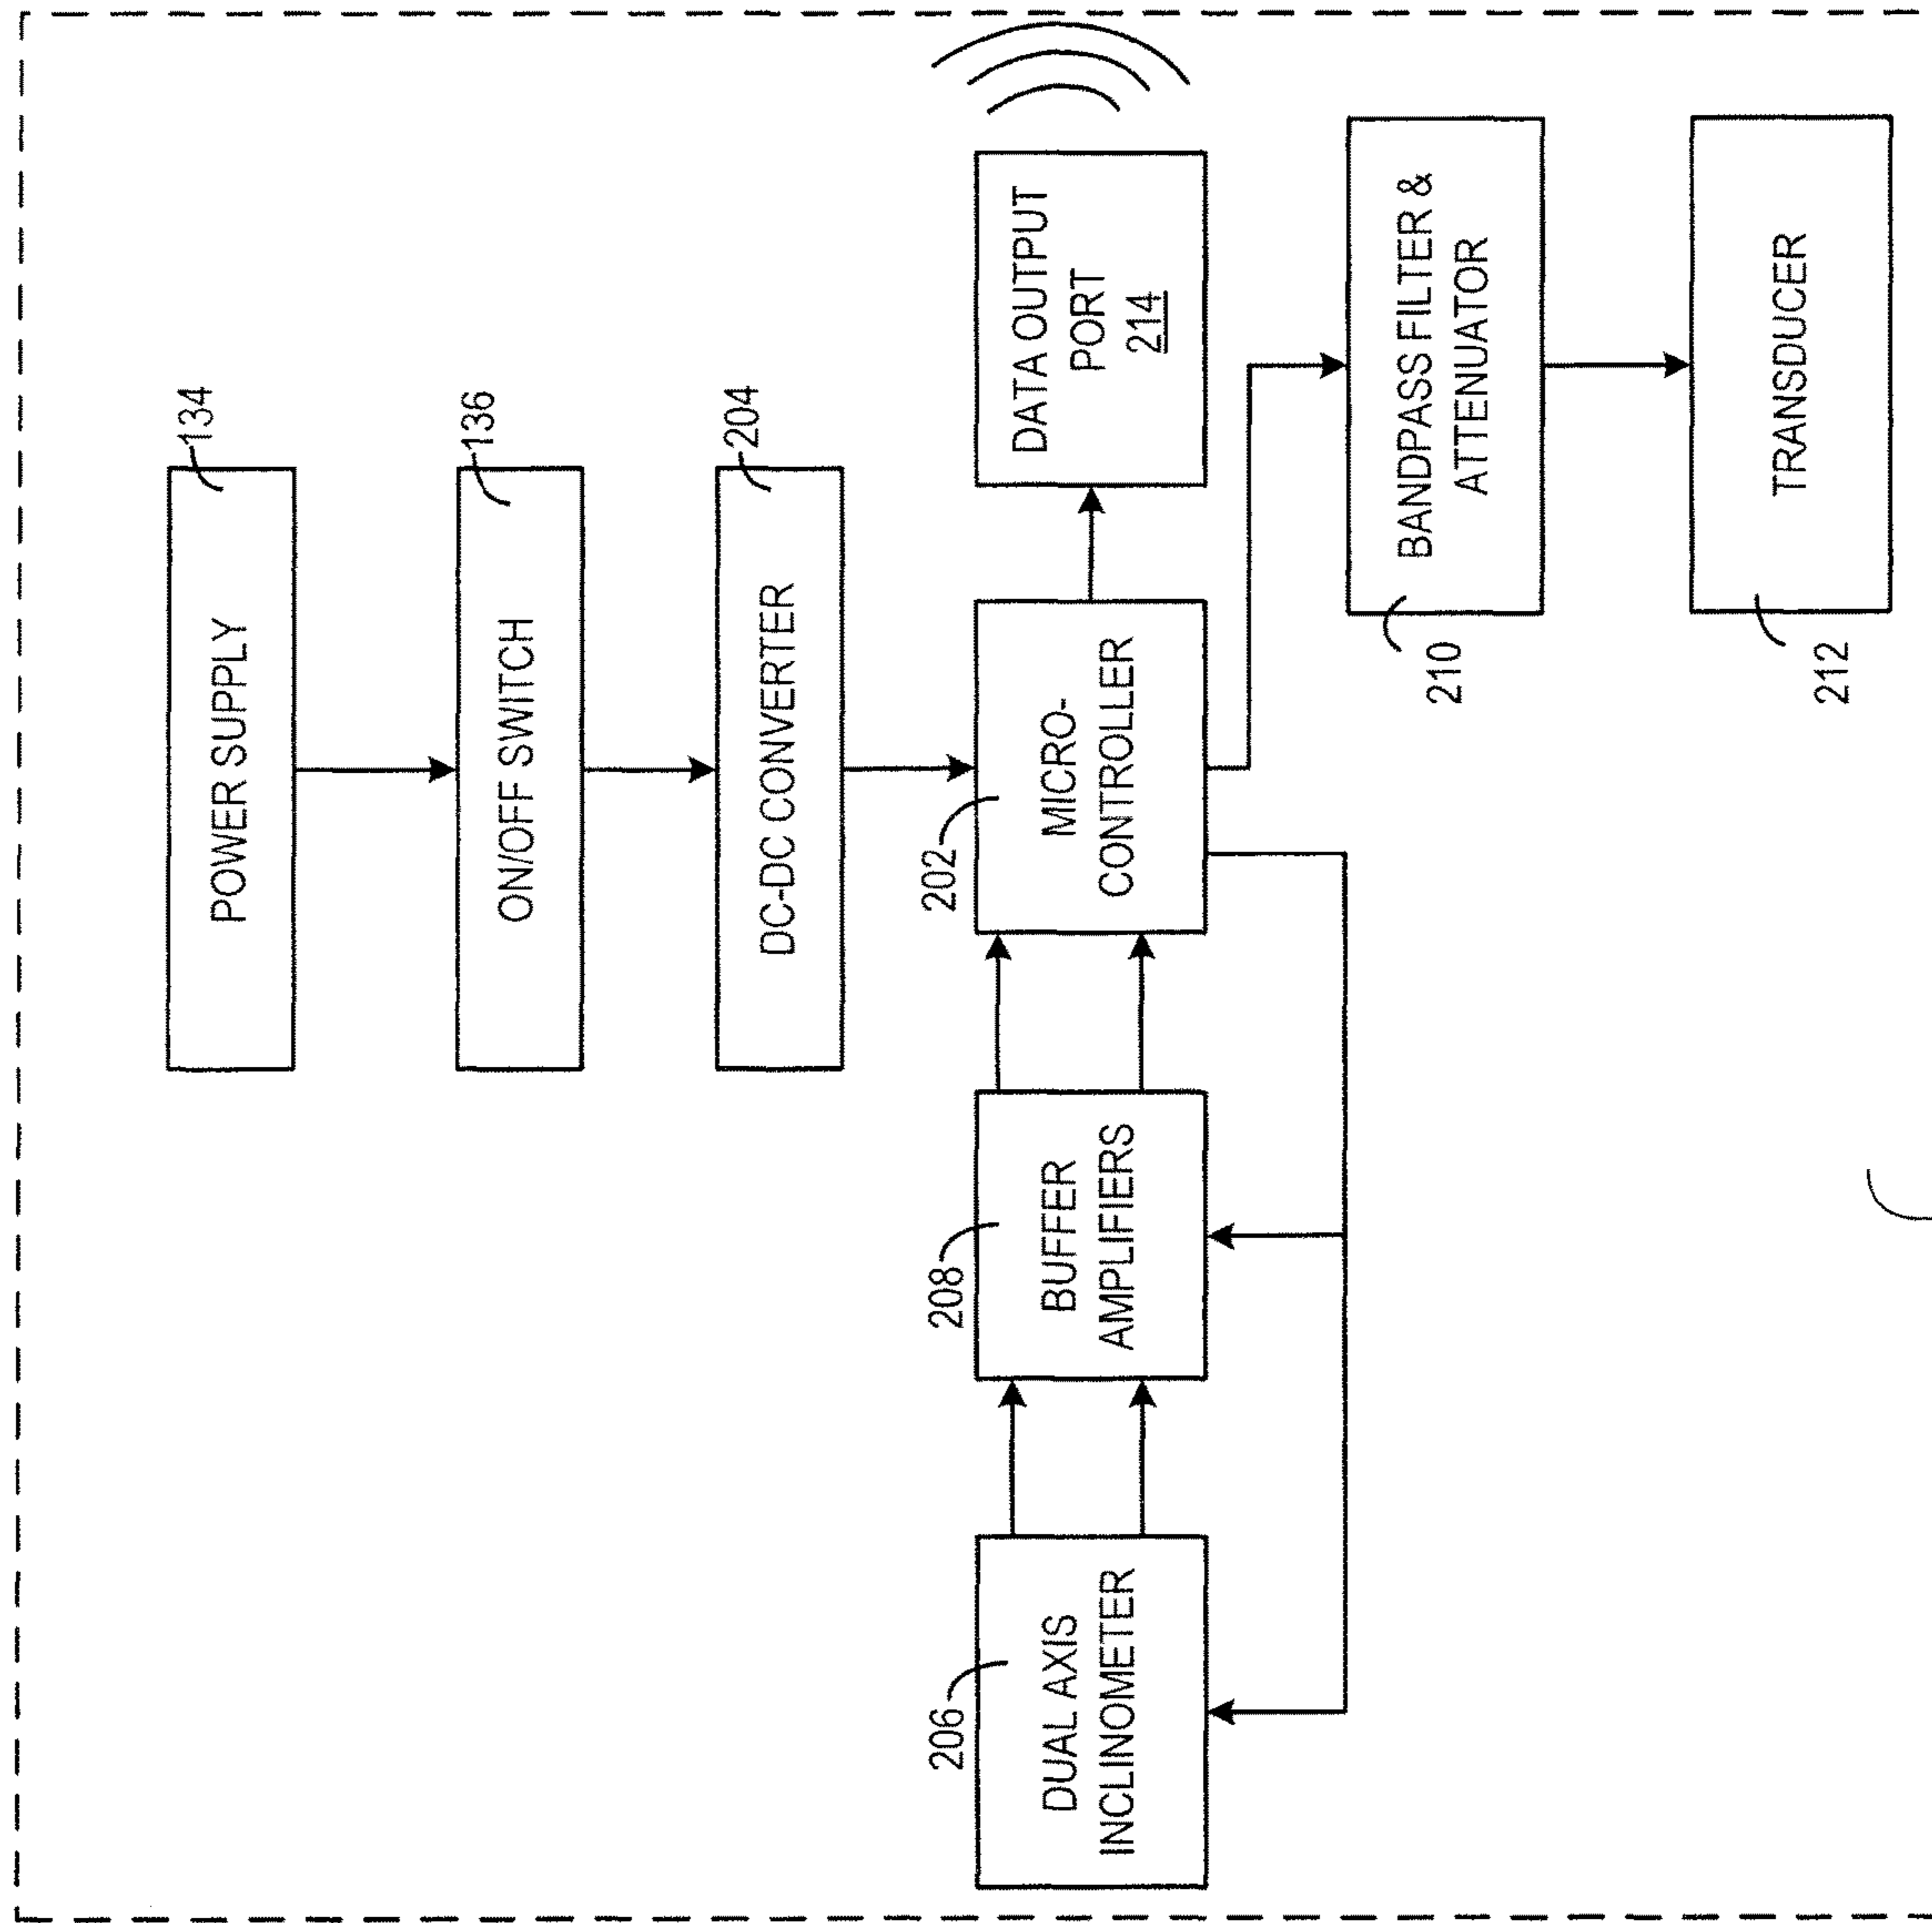 134
POWER SUPPLY
136
ON/OFF SWITCH
204
DC-DC CONVERTER
206
DUAL AXIS
INCLINOMETER
208
BUFFER
AMPLIFIERS
202
MICRO-
CONTROLLER
DATA OUTPUT
PORT
214
210
BANDPASS FILTER &
ATTENUATOR
212
TRANSDUCER